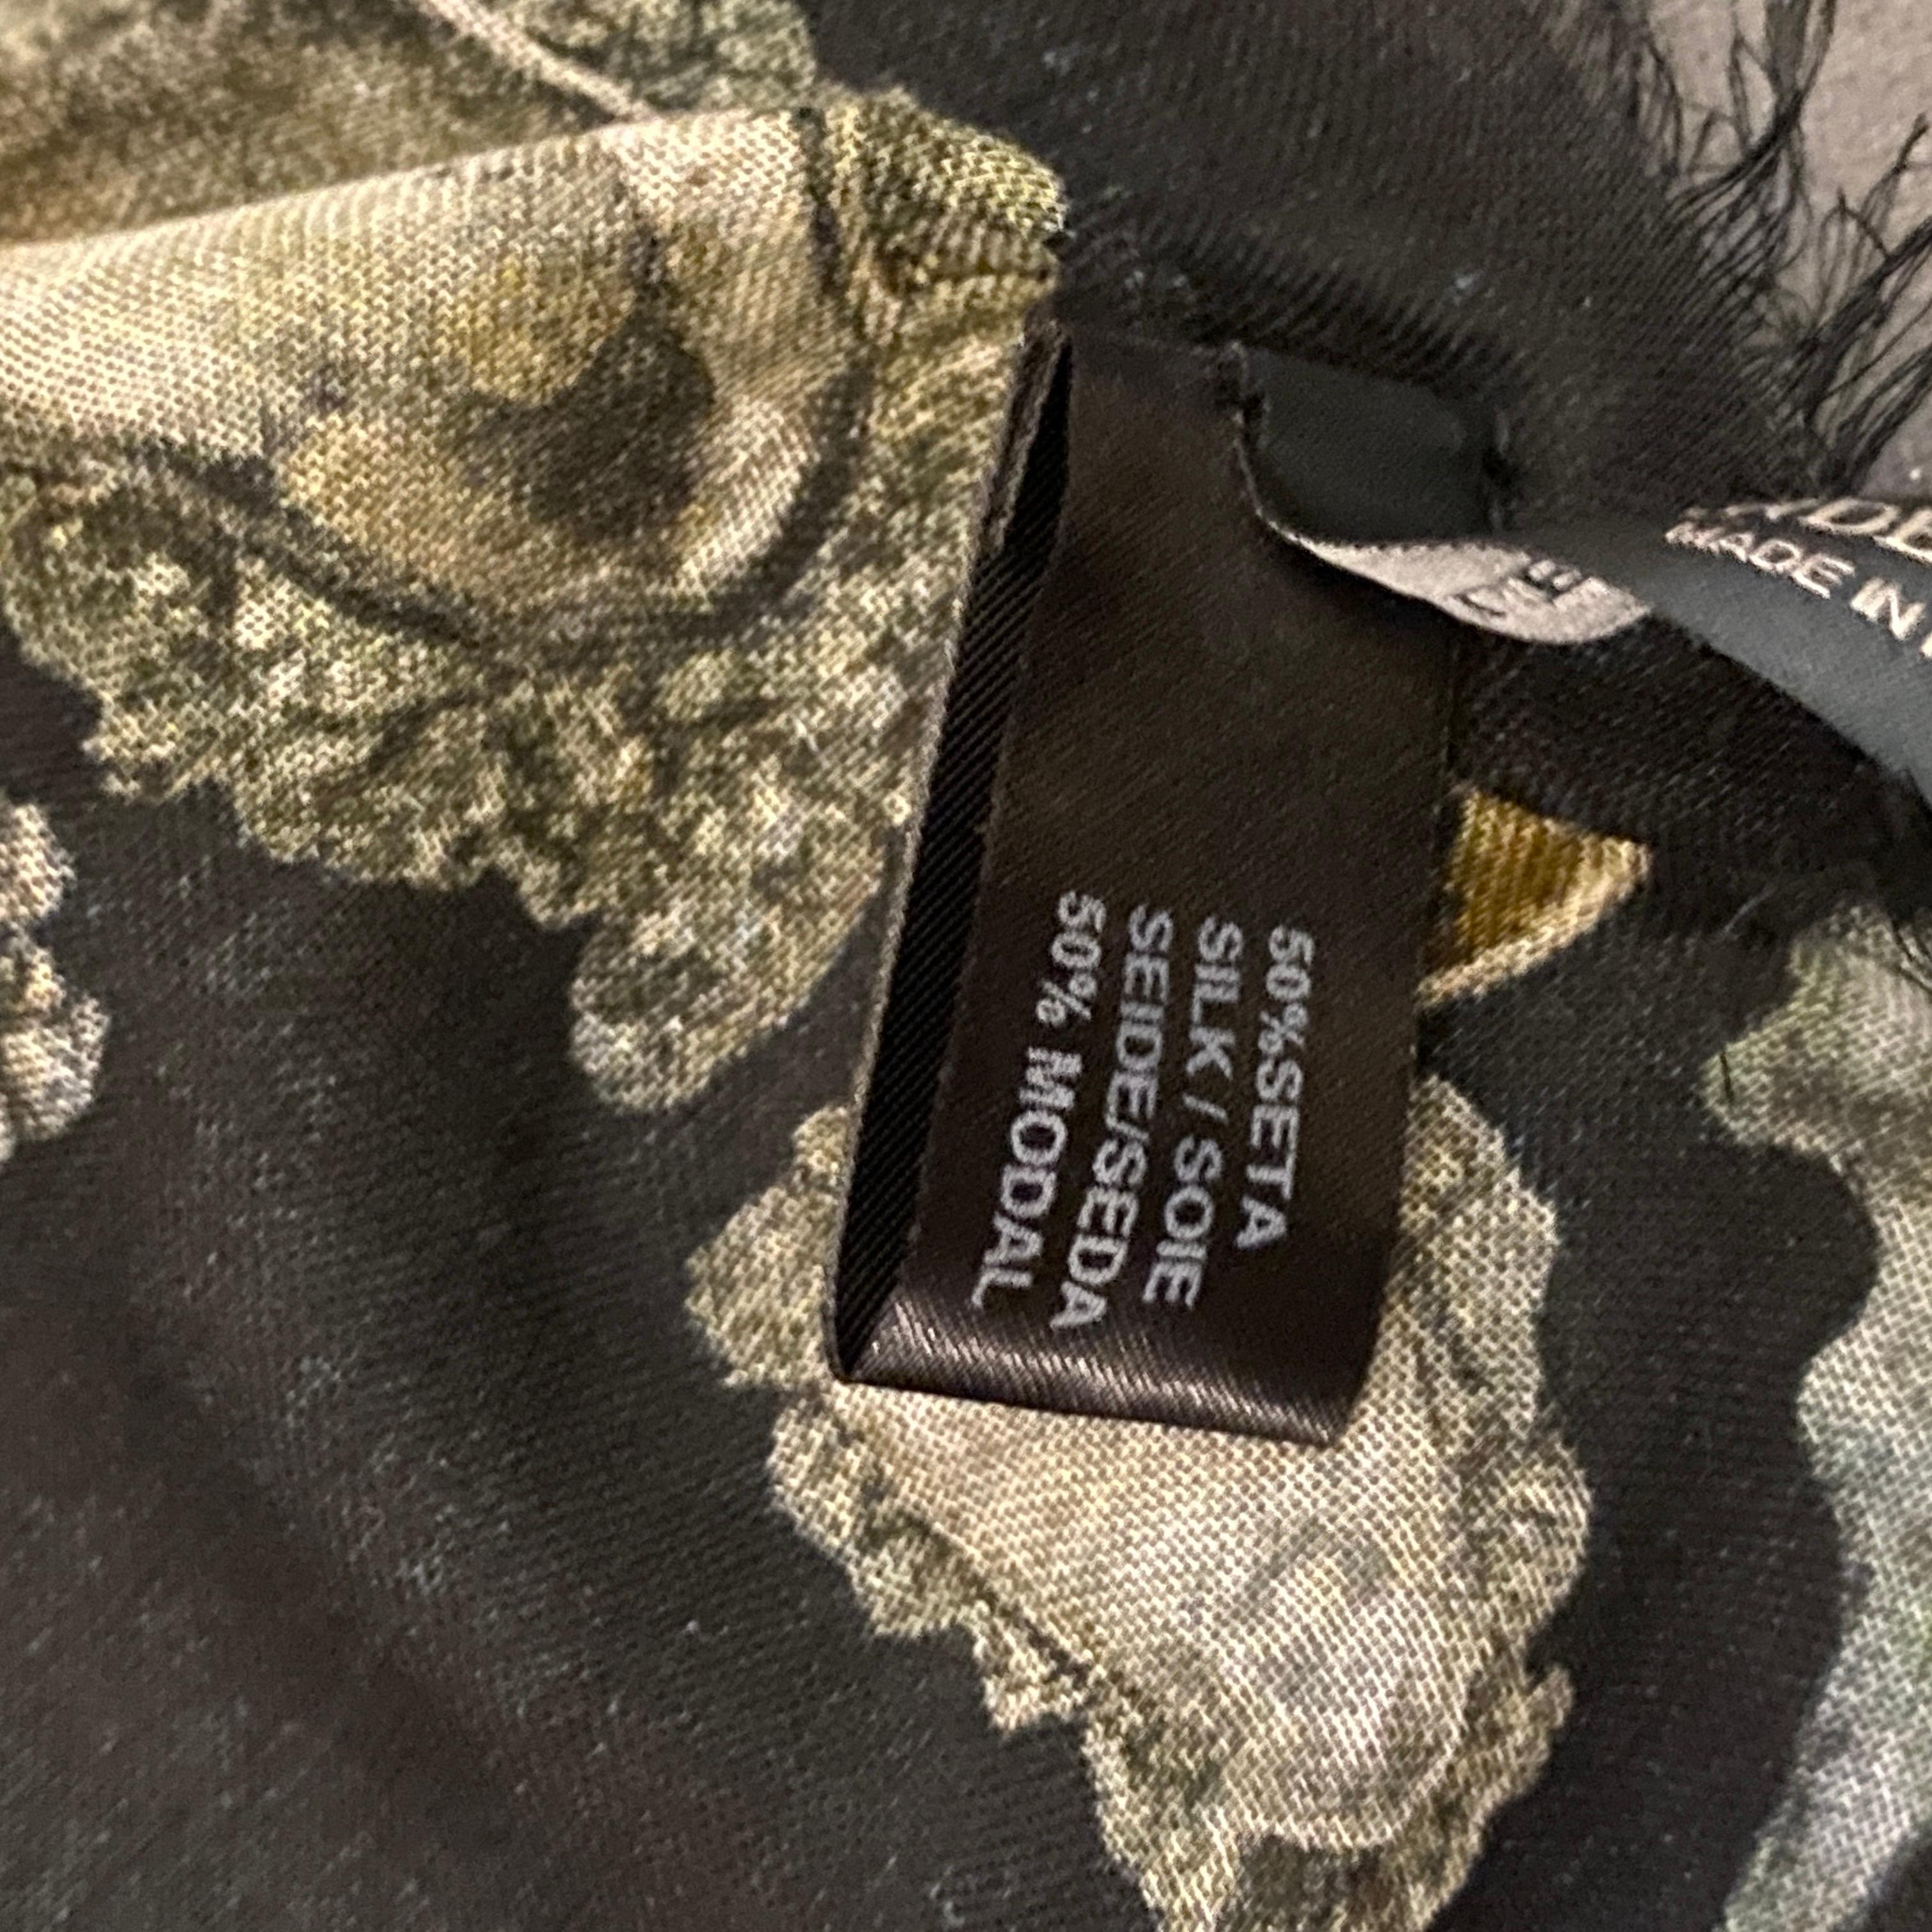 50%SETA
SILK / SOIE
SEIDE/SEDA
50% MODAL
MADE IN